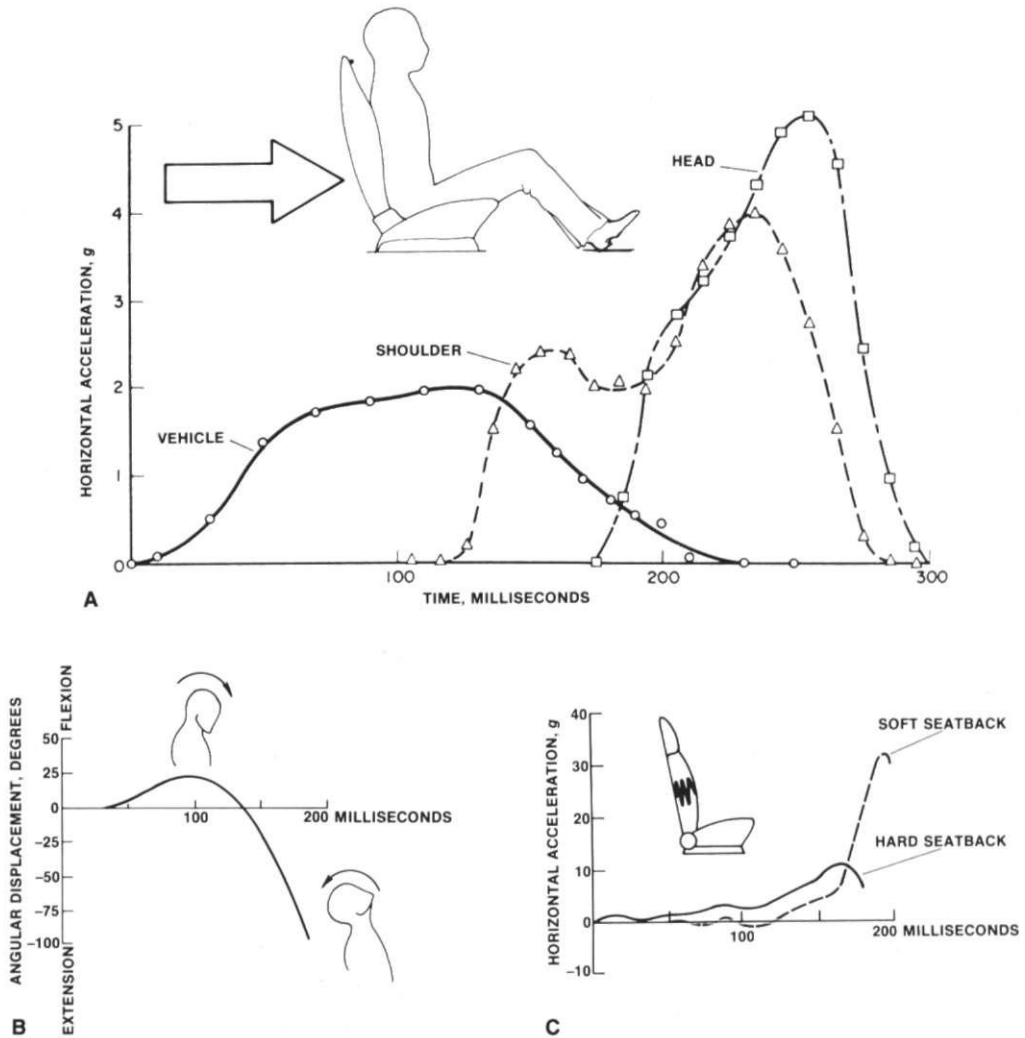 5
4
3
2
1
0
HORIZONTAL ACCELERATION, g
HEAD
SHOULDER
VEHICLE
100
200
300
TIME, MILLISECONDS
A
ANGULAR DISPLACEMENT, DEGREES
FLEXION
EXTENSION
50
25
0
-25
-50
-75
-100
100
200 MILLISECONDS
B
HORIZONTAL ACCELERATION, g
40
30
20
10
0
-10
SOFT SEATBACK
HARD SEATBACK
100
200 MILLISECONDS
C